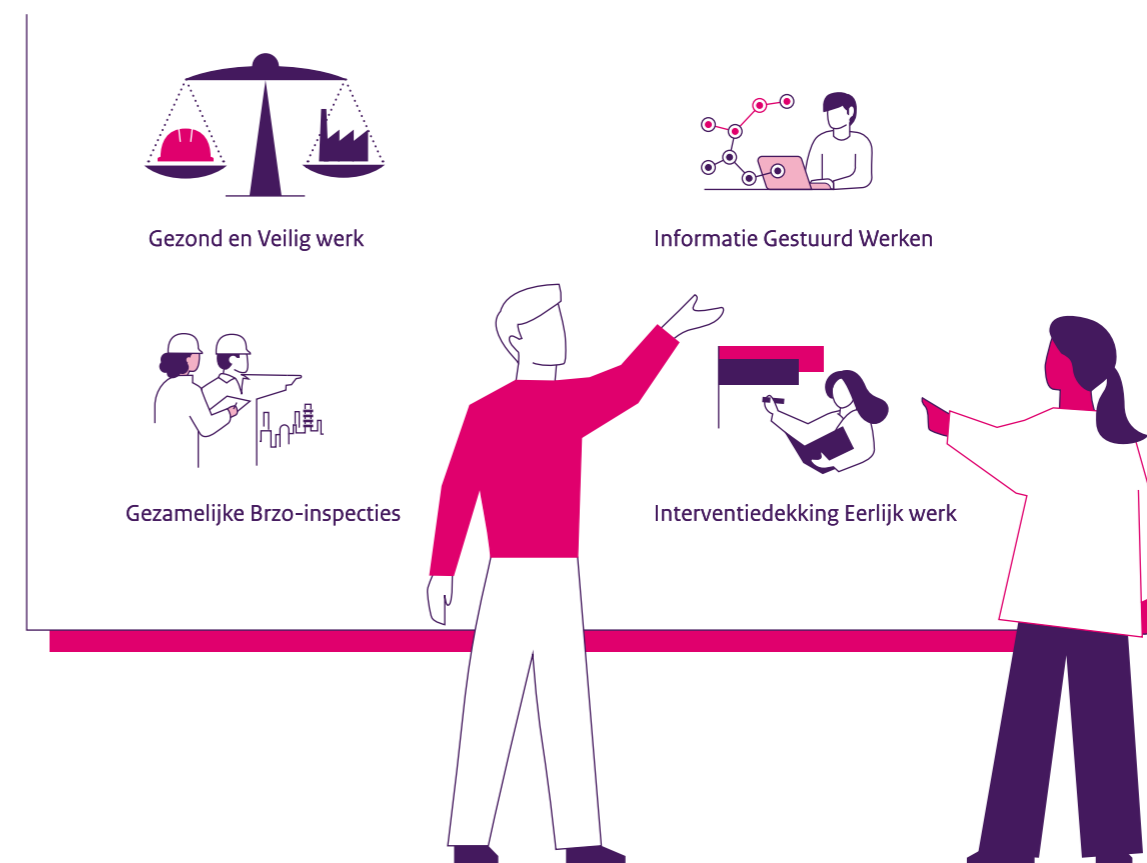 Gezond en Veilig werk
Informatie Gestuurd Werken
Gezamelijke Brzo-inspecties
Interventiedekking Eerlijk werk